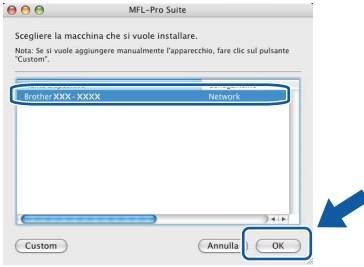 MFL-Pro Suite
Scegliere la macchina che si vuole installare.
Nota: Se si vuole aggiungere manualmente l'apparecchio, fare clic sul pulsante
"Custom".
Brother XXX-XXXX Network
Custom Annulla OK